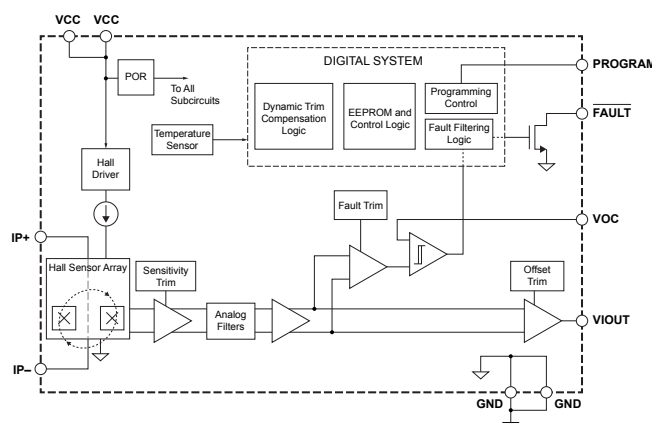 VCC
VCC
POR
To All
Subcircuits
DIGITAL SYSTEM
Dynamic Trim
Compensation
Logic
EEPROM and
Control Logic
Programming
Control
Fault Filtering
Logic
PROGRAM
FAULT
Temperature
Sensor
Hall
Driver
Fault Trim
VOC
IP+
Hall Sensor Array
Sensitivity
Trim
Analog
Filters
Offset
Trim
VIOUT
IP–
GND
GND